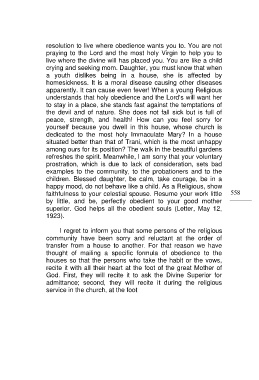 resolution to live where obedience wants you to. You are not
praying to the Lord and the most holy Virgin to help you to
live where the divine will has placed you. You are like a child
crying and seeking mom. Daughter, you must know that when
a youth dislikes being in a house, she is affected by
homesickness. It is a moral disease causing other diseases
apparently. It can cause even fever! When a young Religious
understands that holy obedience and the Lord's will want her
to stay in a place, she stands fast against the temptations of
the devil and of nature. She does not fall sick but is full of
peace, strength, and health! How can you feel sorry for
yourself because you dwell in this house, whose church is
dedicated to the most holy Immaculate Mary? In a house
situated better than that of Trani, which is the most unhappy
among ours for its position? The walk in the beautiful gardens
refreshes the spirit. Meanwhile, I am sorry that your voluntary
prostration, which is due to lack of consideration, sets bad
examples to the community, to the probationers and to the
children. Blessed daughter, be calm, take courage, be in a
happy mood, do not behave like a child. As a Religious, show
faithfulness to your celestial spouse. Resume your work little
by little, and be, perfectly obedient to your good mother
superior. God helps all the obedient souls (Letter, May 12,
1923).
558
I regret to inform you that some persons of the religious
community have been sorry and reluctant at the order of
transfer from a house to another. For that reason we have
thought of mailing a specific formula of obedience to the
houses so that the persons who take the habit or the vows,
recite it with all their heart at the foot of the great Mother of
God. First, they will recite it to ask the Divine Superior for
admittance; second, they will recite it during the religious
service in the church, at the foot